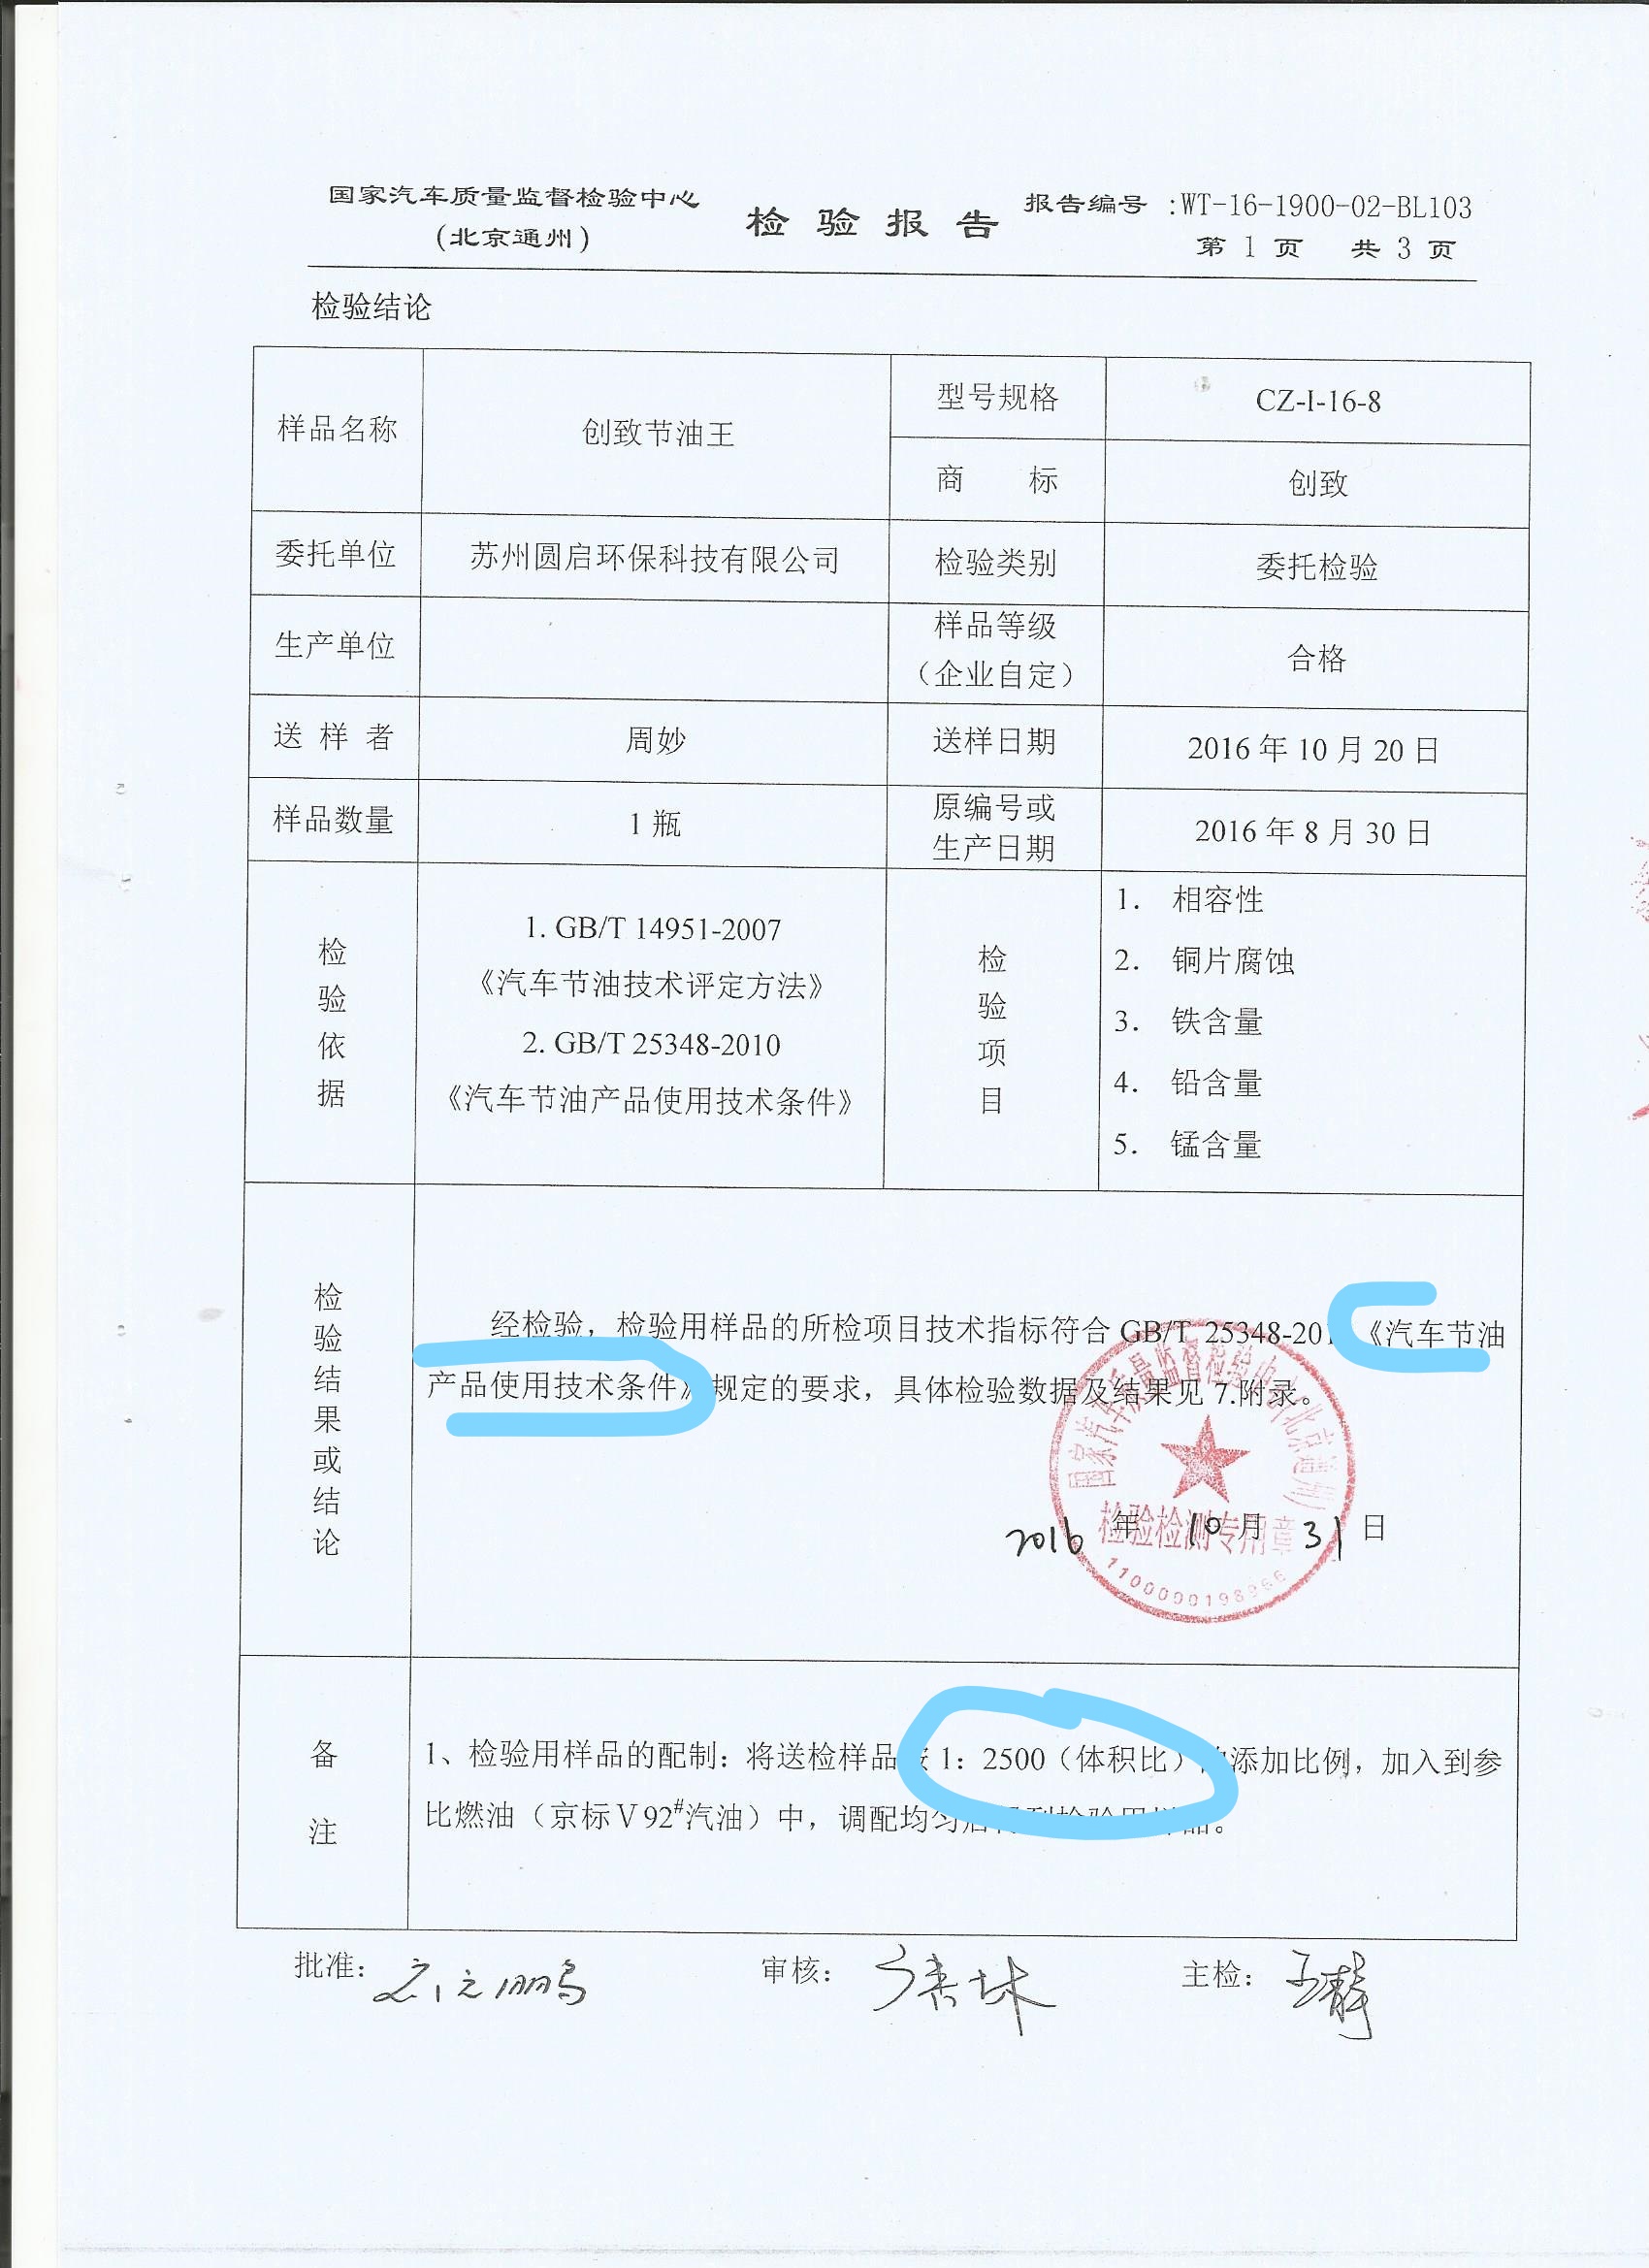 国家汽车质量监督检验中心
(北京通州)
检验报告
报告编号 :WT-16-1900-02-BL103
第 1 页 共 3 页
检验结论
样品名称
创致节油王
型号规格
CZ-I-16-8
商 标
创致
委托单位
苏州圆启环保科技有限公司
检验类别
委托检验
生产单位
样品等级
（企业自定）
合格
送 样 者
周妙
送样日期
2016 年 10 月 20 日
样品数量
1 瓶
原编号或
生产日期
2016 年 8 月 30 日
检验依据
1. GB/T 14951-2007
《汽车节油技术评定方法》
2. GB/T 25348-2010
《汽车节油产品使用技术条件》
检验项目
1. 相容性
2. 铜片腐蚀
3. 铁含量
4. 铅含量
5. 锰含量
检验结果或结论
经检验，检验用样品的所检项目技术指标符合 GB/T 25348-201 《汽车节油
产品使用技术条件》规定的要求，具体检验数据及结果见 7.附录。
国家汽车质量监督检验中心(北京通州)
2016 年 10 月 31 日
检验检测专用章
备注
1、检验用样品的配制：将送检样品 1：2500（体积比） 添加比例，加入到参
比燃油（京标Ⅴ92#汽油）中，调配均匀 品。
批准：
审核：
主检：王静